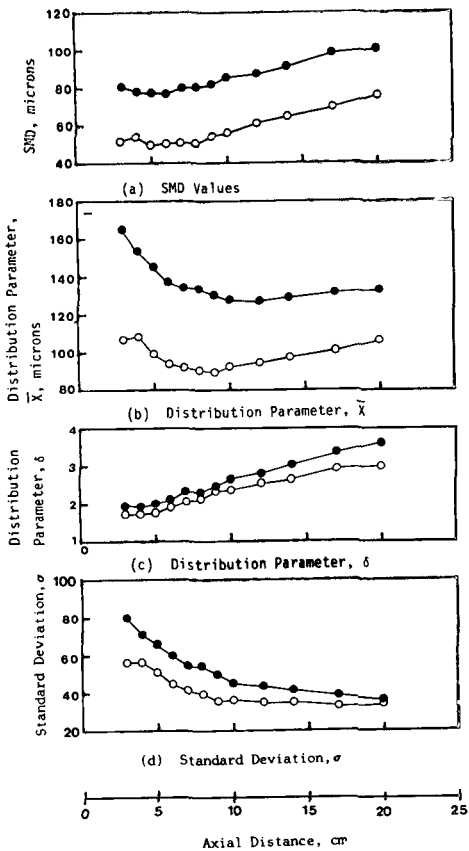 120
100
80
60
40
SMD, microns
(a) SMD Values
180
160
140
120
100
80
Distribution Parameter,
X̅, microns
(b) Distribution Parameter, X̅
4
3
2
1
0
Distribution
Parameter, δ
(c) Distribution Parameter, δ
100
80
60
40
20
Standard Deviation, σ
(d) Standard Deviation, σ
0 5 10 15 20 25
Axial Distance, cm